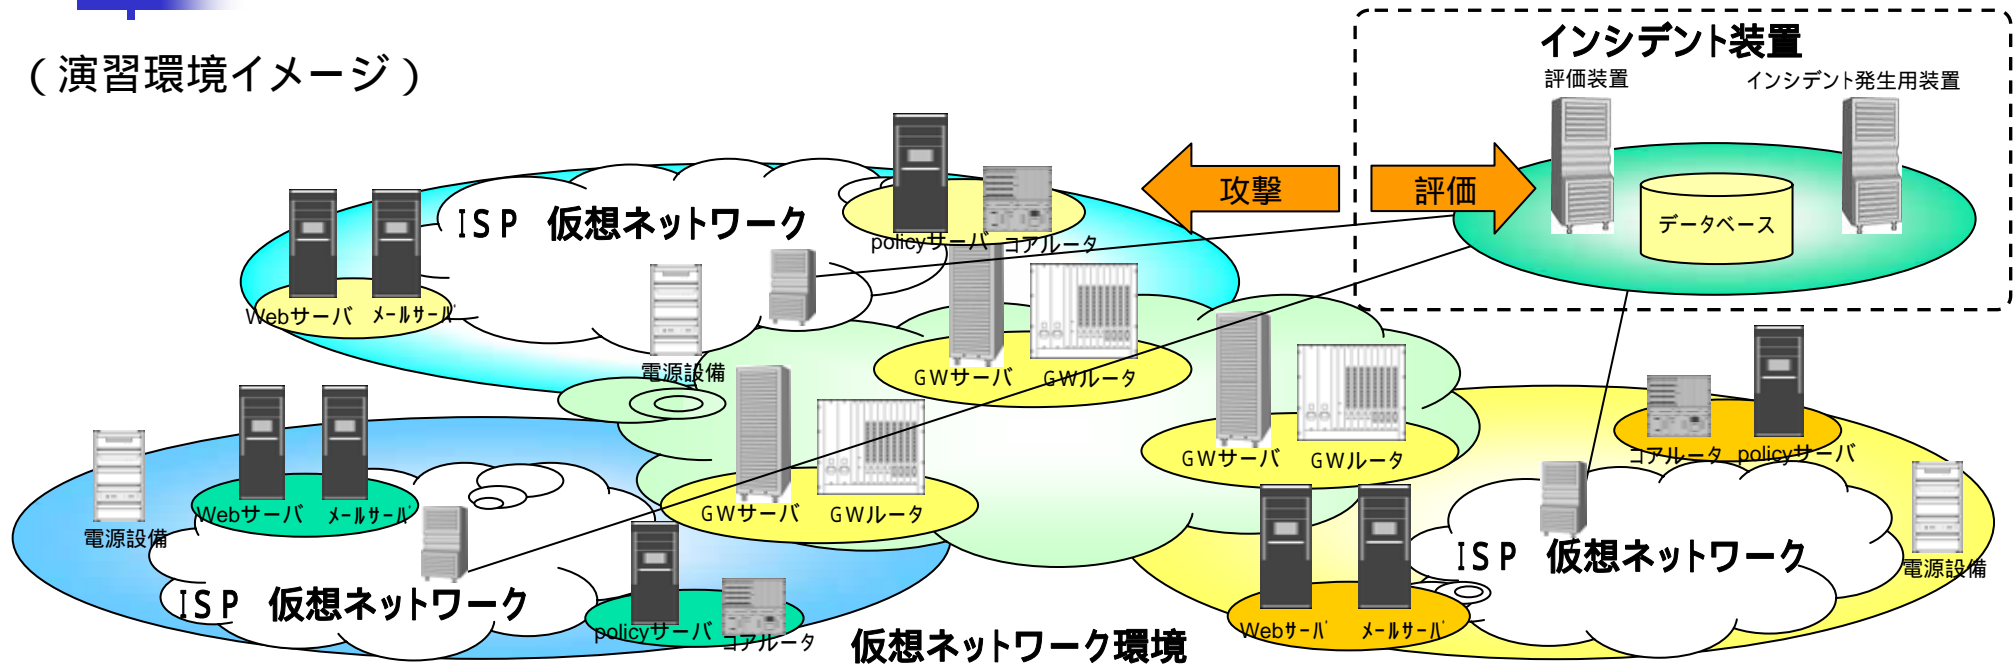 （演習環境イメージ）
インシデント装置
評価装置
インシデント発生用装置
攻撃
評価
データベース
ISP 仮想ネットワーク
policyサーバ
コアルータ
Webサーバ
メールサーバ
電源設備
GWサーバ
GWルータ
GWサーバ
GWルータ
GWサーバ
GWルータ
コアルータ
policyサーバ
電源設備
Webサーバ
メールサーバ
電源設備
ISP 仮想ネットワーク
ISP 仮想ネットワーク
policyサーバ
コアルータ
Webサーバ
メールサーバ
仮想ネットワーク環境